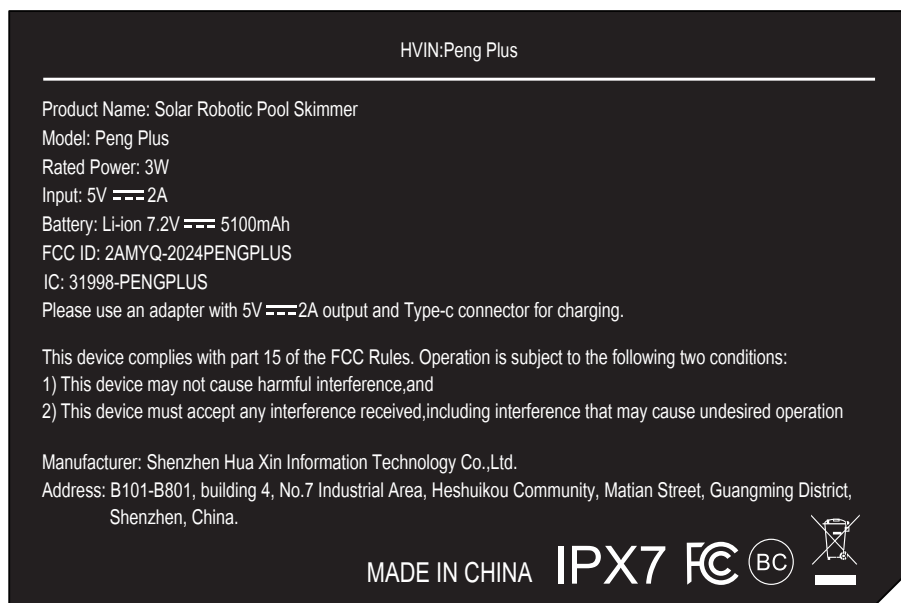 HVIN:Peng Plus
Product Name: Solar Robotic Pool Skimmer
Model: Peng Plus
Rated Power: 3W
Input: 5V ⎓ 2A
Battery: Li-ion 7.2V ⎓ 5100mAh
FCC ID: 2AMYQ-2024PENGPLUS
IC: 31998-PENGPLUS
Please use an adapter with 5V ⎓2A output and Type-c connector for charging.
This device complies with part 15 of the FCC Rules. Operation is subject to the following two conditions:
1) This device may not cause harmful interference,and
2) This device must accept any interference received,including interference that may cause undesired operation
Manufacturer: Shenzhen Hua Xin Information Technology Co.,Ltd.
Address: B101-B801, building 4, No.7 Industrial Area, Heshuikou Community, Matian Street, Guangming District,
Shenzhen, China.
MADE IN CHINA IPX7 FC BC